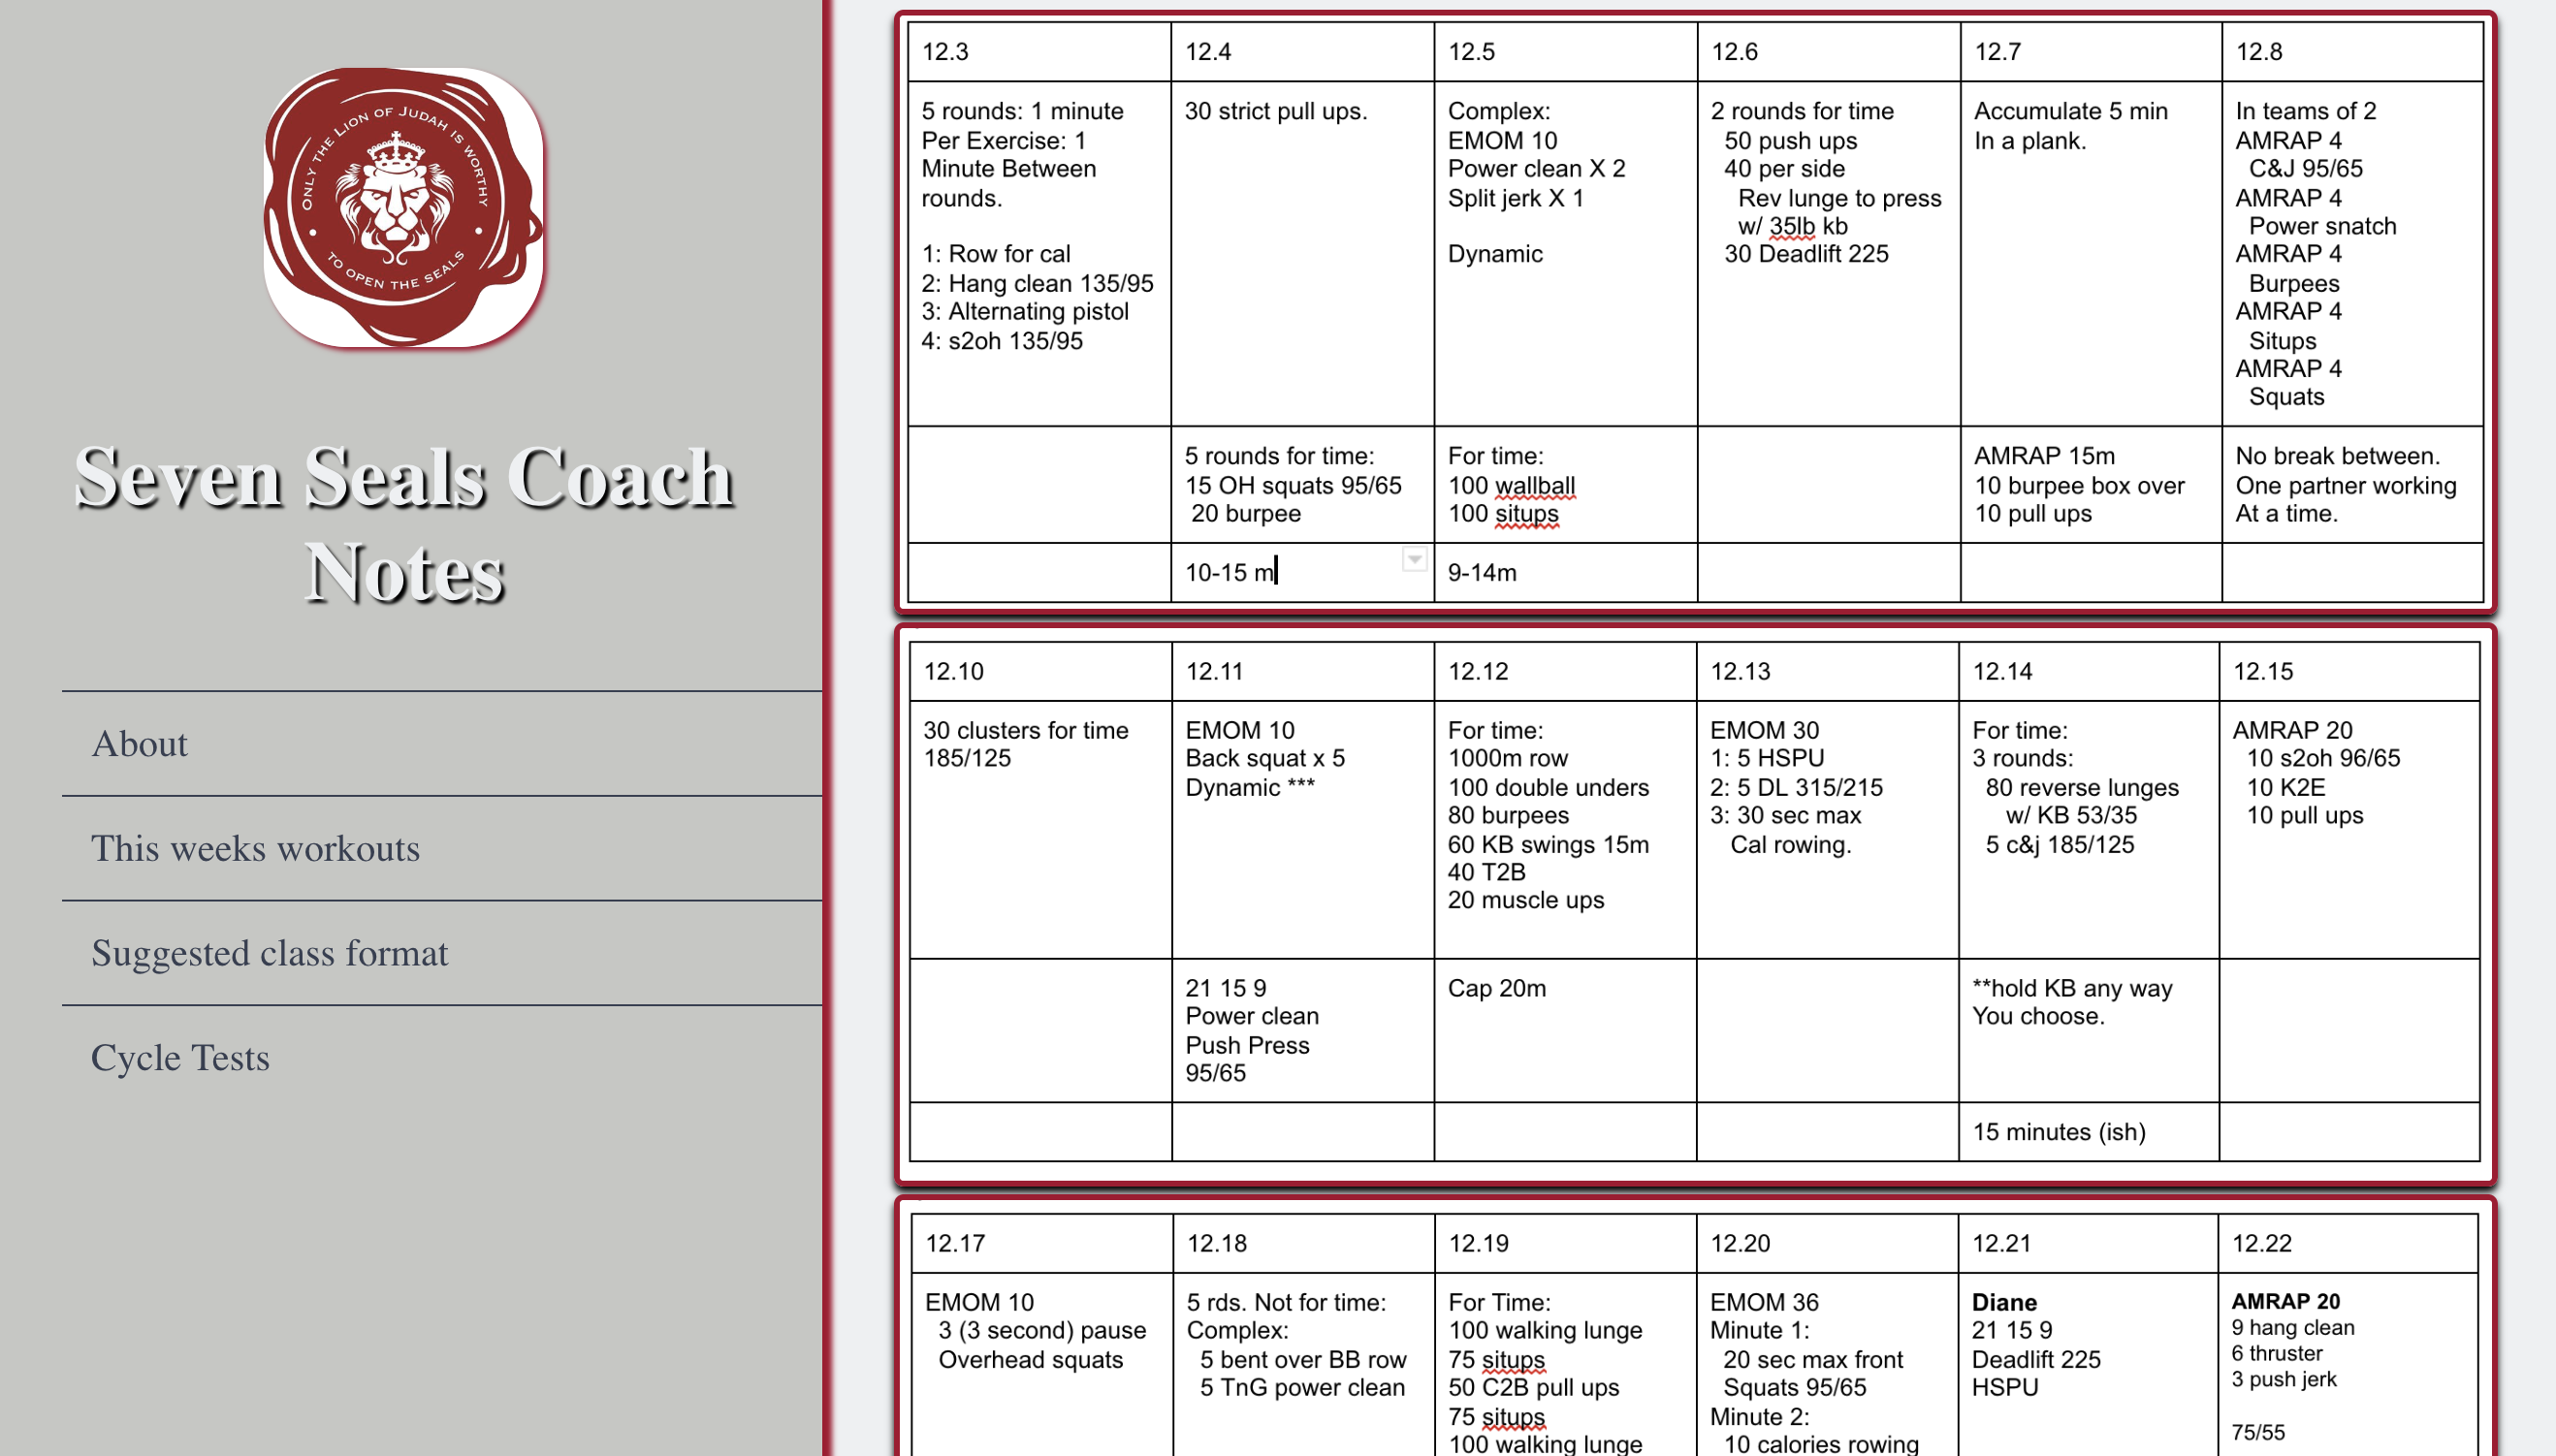 ONLY THE LION OF JUDAH IS WORTHY
TO OPEN THE SEALS
Seven Seals Coach
Notes
About
This weeks workouts
Suggested class format
Cycle Tests
12.3
12.4
12.5
12.6
12.7
12.8
5 rounds: 1 minute
Per Exercise: 1
Minute Between
rounds.
1: Row for cal
2: Hang clean 135/95
3: Alternating pistol
4: s2oh 135/95
30 strict pull ups.
Complex:
EMOM 10
Power clean X 2
Split jerk X 1
Dynamic
2 rounds for time
50 push ups
40 per side
Rev lunge to press
w/ 35lb kb
30 Deadlift 225
Accumulate 5 min
In a plank.
In teams of 2
AMRAP 4
C&J 95/65
AMRAP 4
Power snatch
AMRAP 4
Burpees
AMRAP 4
Situps
AMRAP 4
Squats
5 rounds for time:
15 OH squats 95/65
20 burpee
For time:
100 wallball
100 situps
AMRAP 15m
10 burpee box over
10 pull ups
No break between.
One partner working
At a time.
10-15 m
9-14m
12.10
12.11
12.12
12.13
12.14
12.15
30 clusters for time
185/125
EMOM 10
Back squat x 5
Dynamic ***
For time:
1000m row
100 double unders
80 burpees
60 KB swings 15m
40 T2B
20 muscle ups
EMOM 30
1: 5 HSPU
2: 5 DL 315/215
3: 30 sec max
Cal rowing.
For time:
3 rounds:
80 reverse lunges
w/ KB 53/35
5 c&j 185/125
AMRAP 20
10 s2oh 96/65
10 K2E
10 pull ups
21 15 9
Power clean
Push Press
95/65
Cap 20m
**hold KB any way
You choose.
15 minutes (ish)
12.17
12.18
12.19
12.20
12.21
12.22
EMOM 10
3 (3 second) pause
Overhead squats
5 rds. Not for time:
Complex:
5 bent over BB row
5 TnG power clean
For Time:
100 walking lunge
75 situps
50 C2B pull ups
75 situps
100 walking lunge
EMOM 36
Minute 1:
20 sec max front
Squats 95/65
Minute 2:
10 calories rowing
Diane
21 15 9
Deadlift 225
HSPU
AMRAP 20
9 hang clean
6 thruster
3 push jerk
75/55